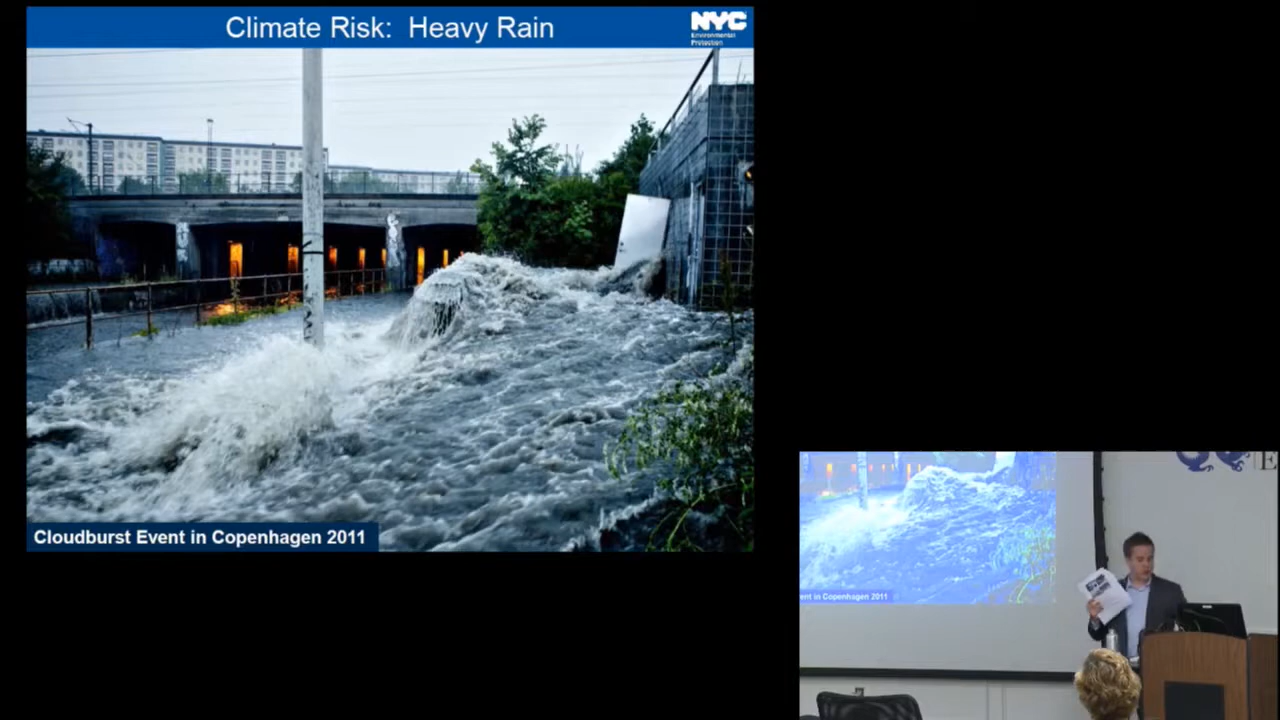 Climate Risk: Heavy Rain
NYC
Environmental
Protection
Cloudburst Event in Copenhagen 2011
ent in Copenhagen 2011
E